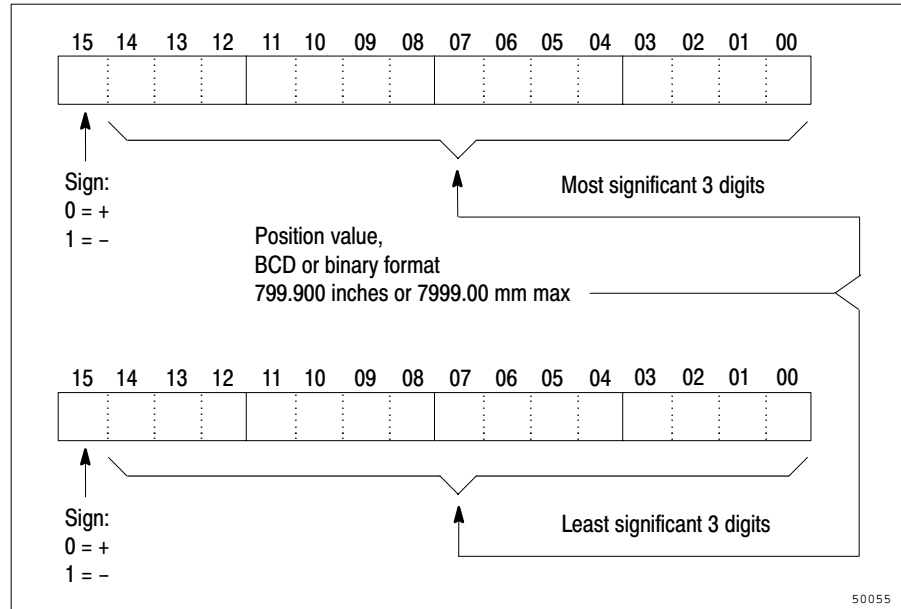 15 14 13 12 11 10 09 08 07 06 05 04 03 02 01 00
Sign:
0 = +
1 = –
Most significant 3 digits
Position value,
BCD or binary format
799.900 inches or 7999.00 mm max
15 14 13 12 11 10 09 08 07 06 05 04 03 02 01 00
Sign:
0 = +
1 = –
Least significant 3 digits
50055